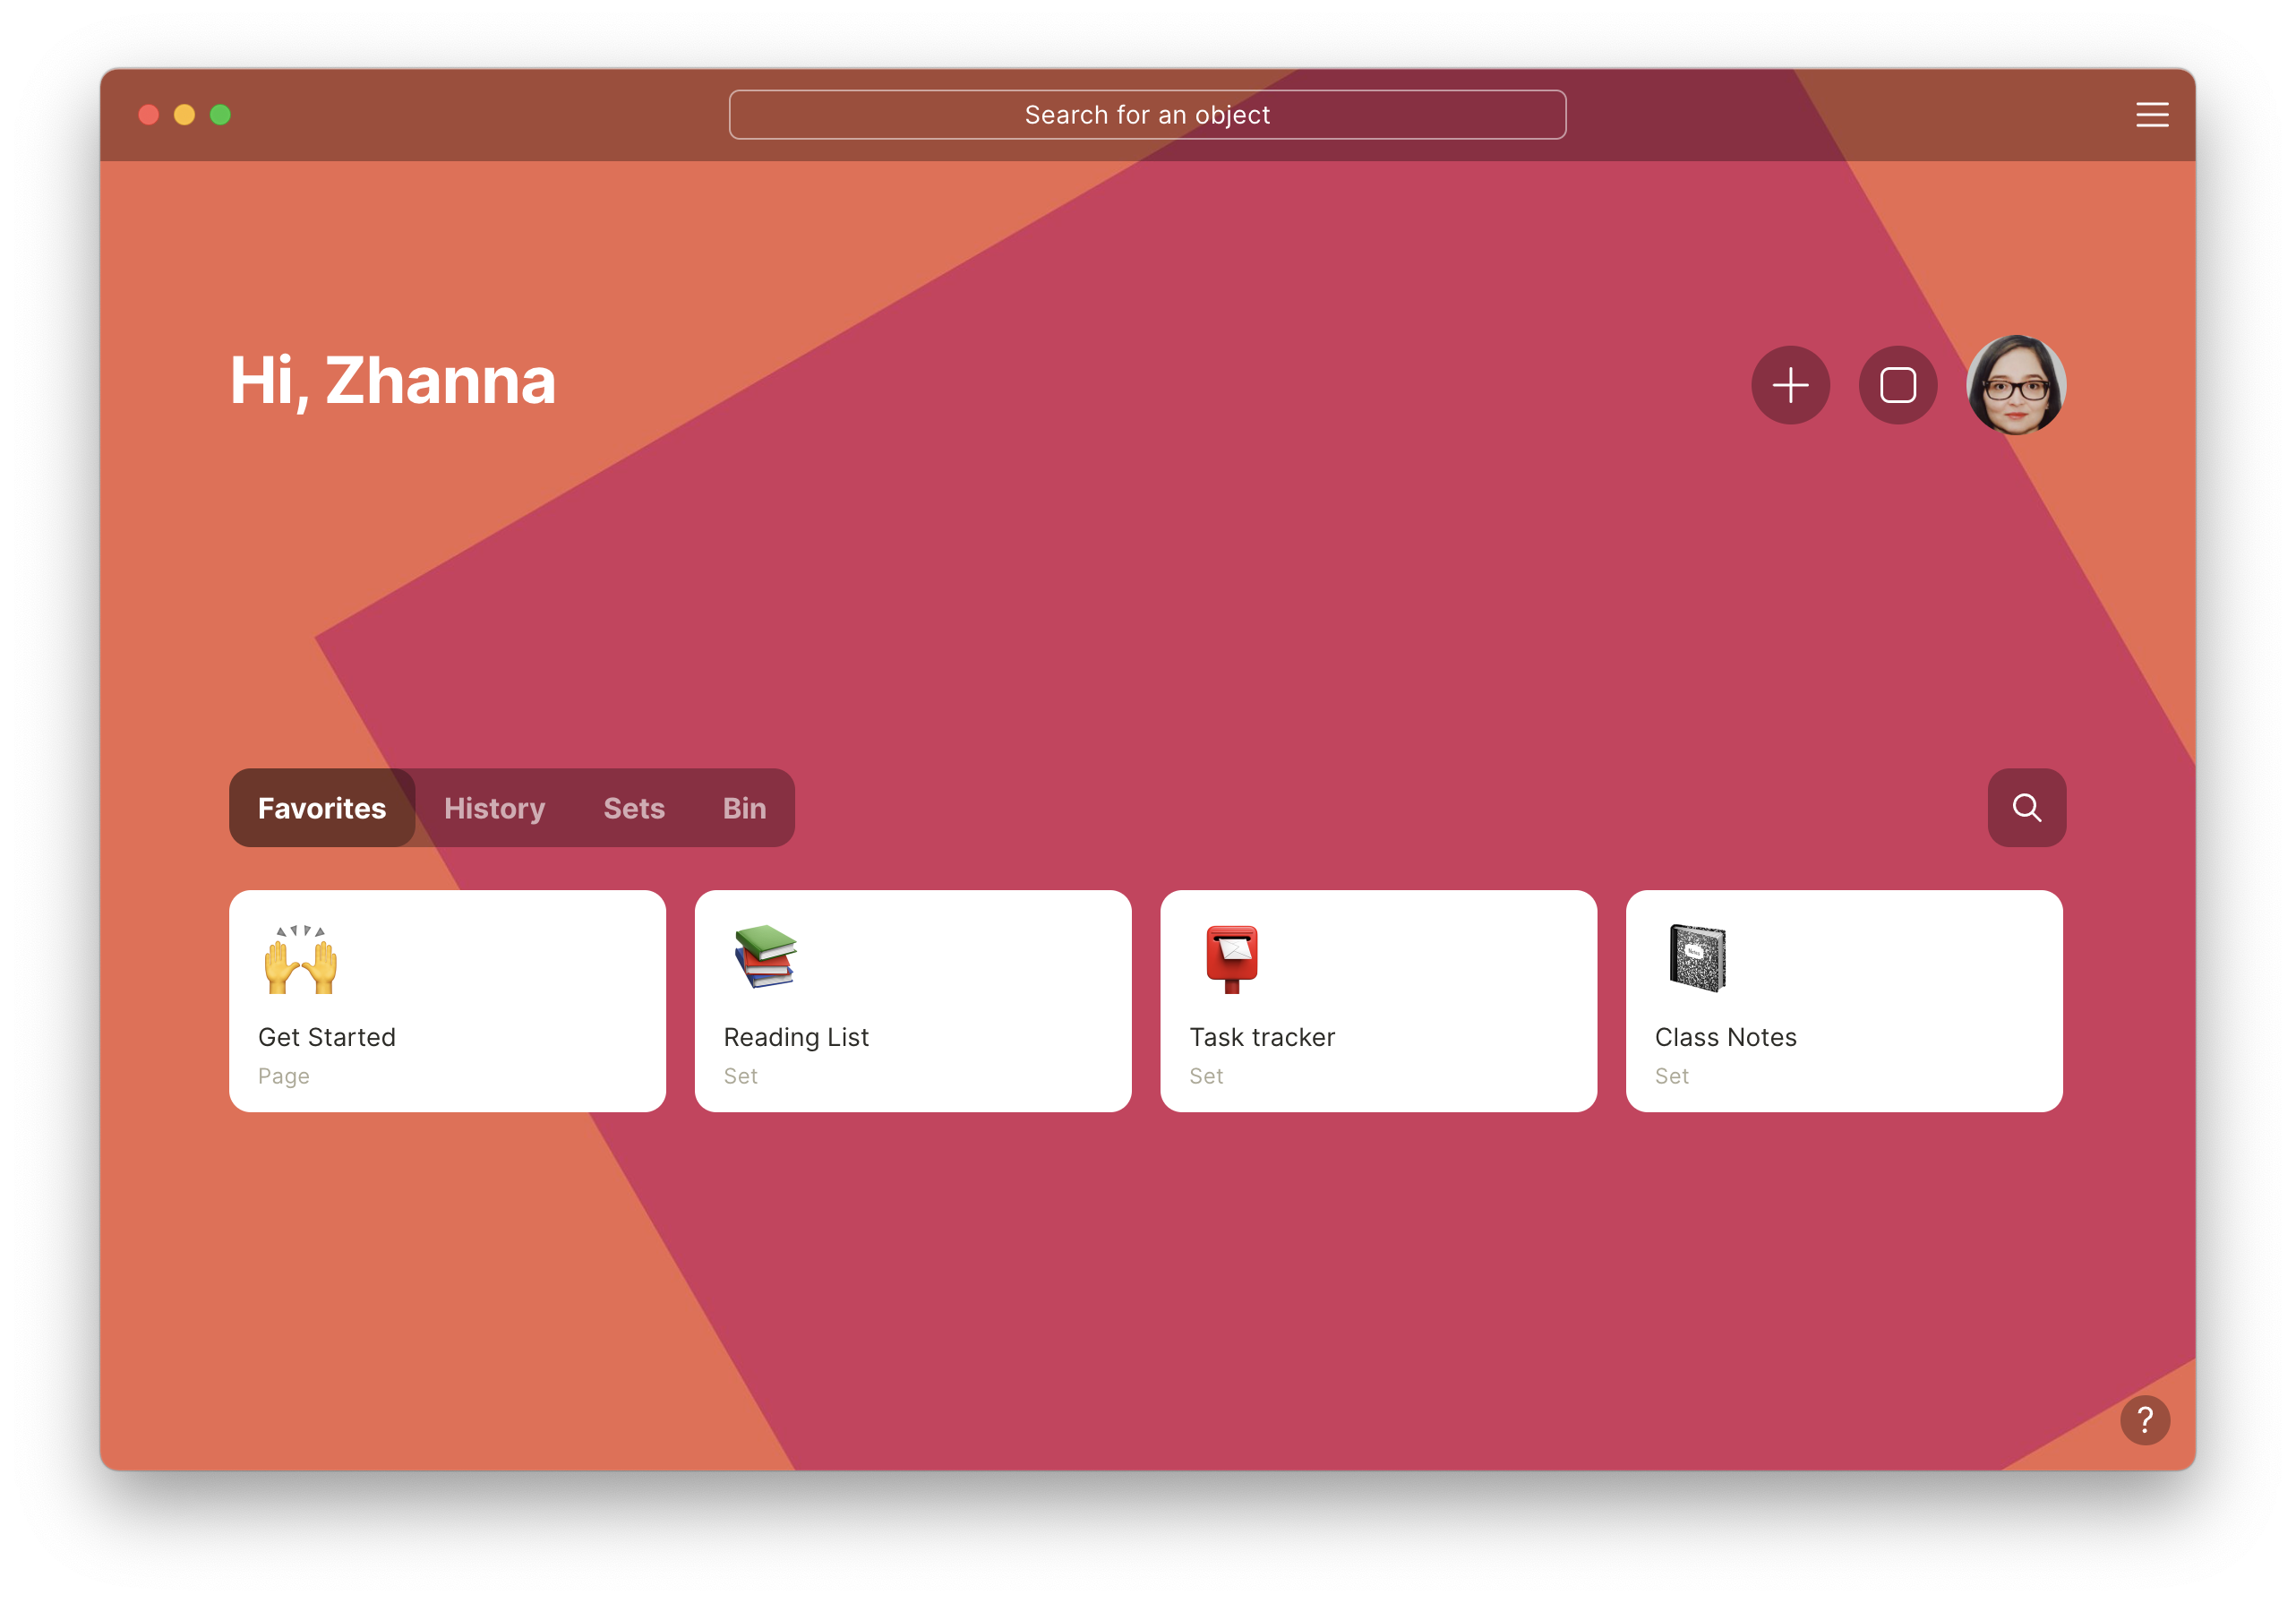 Search for an object
Hi, Zhanna
Favorites History Sets Bin
Get Started
Page
Reading List
Set
Task tracker
Set
Class Notes
Set
?